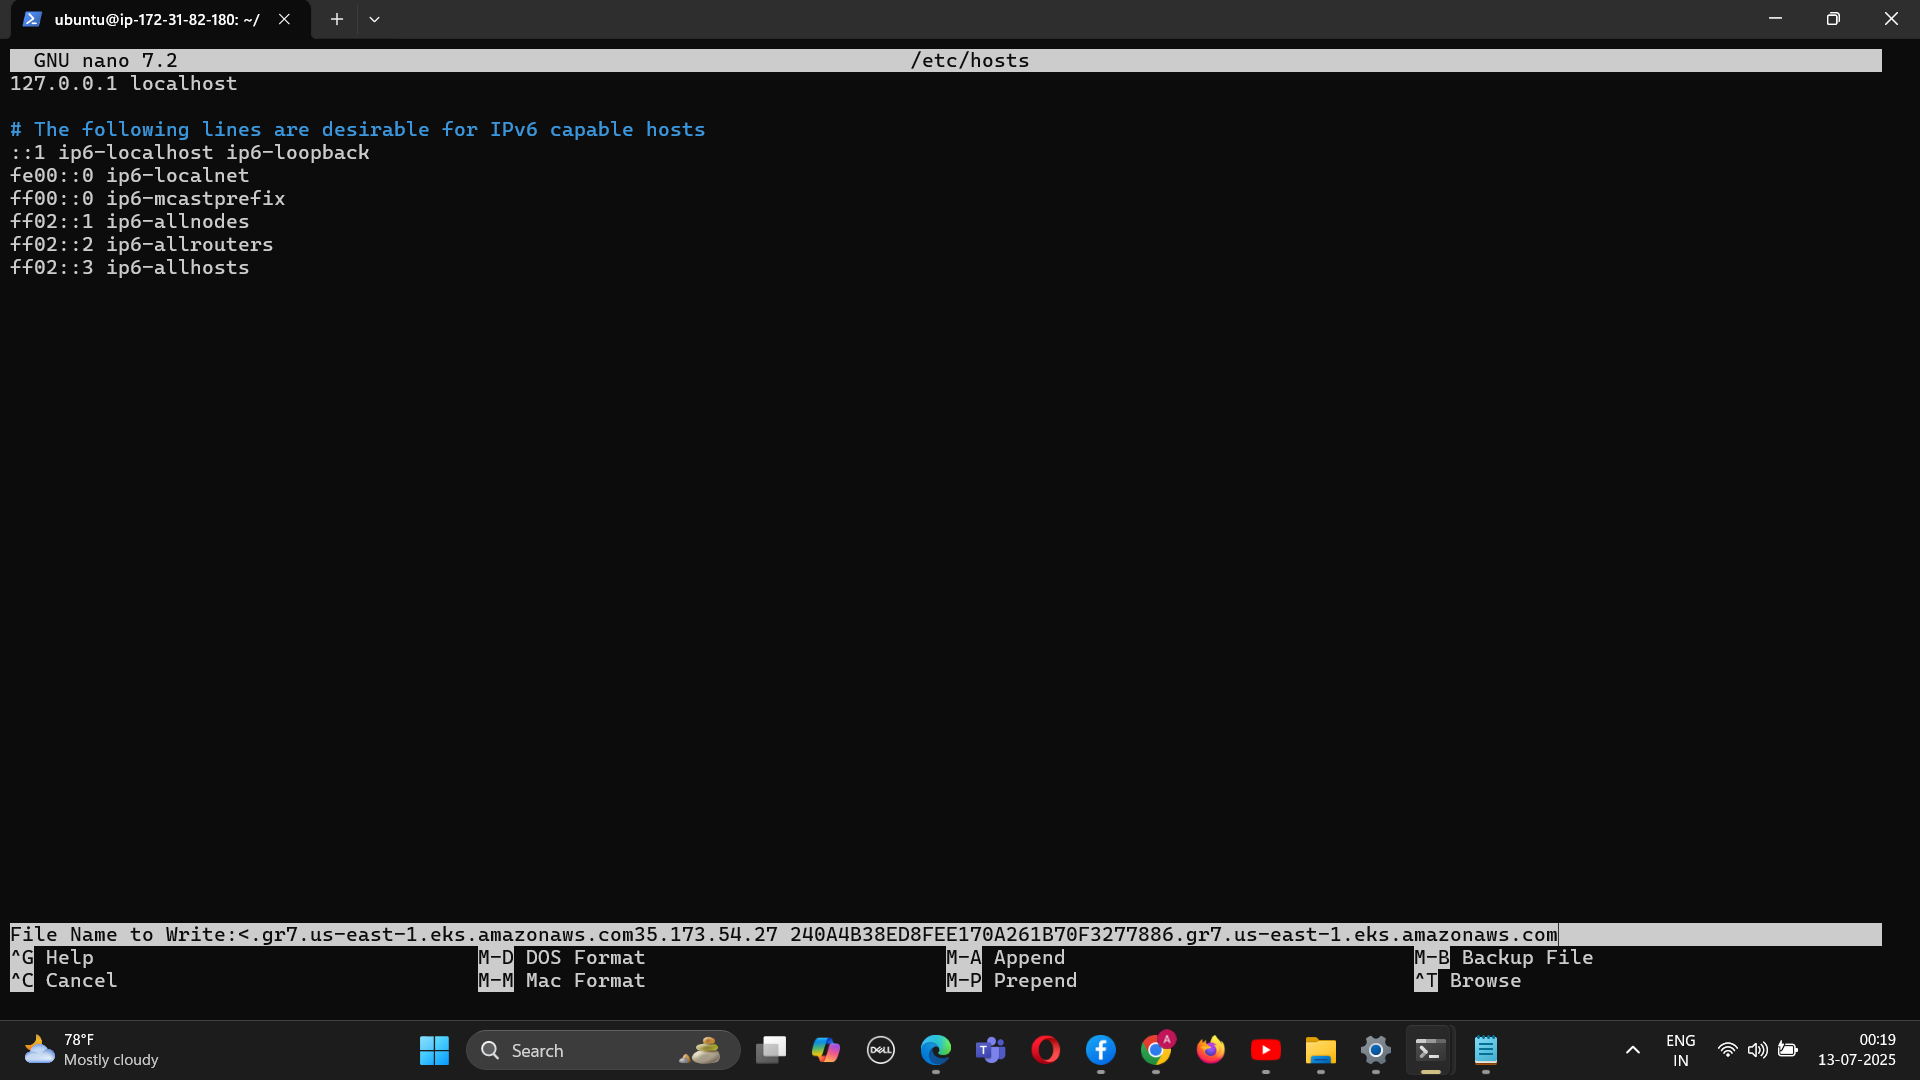 ubuntu@ip-172-31-82-180: ~/
GNU nano 7.2 /etc/hosts
127.0.0.1 localhost
# The following lines are desirable for IPv6 capable hosts
::1 ip6-localhost ip6-loopback
fe00::0 ip6-localnet
ff00::0 ip6-mcastprefix
ff02::1 ip6-allnodes
ff02::2 ip6-allrouters
ff02::3 ip6-allhosts
File Name to Write:<.gr7.us-east-1.eks.amazonaws.com35.173.54.27 240A4B38ED8FEE170A261B70F3277886.gr7.us-east-1.eks.amazonaws.com
^G Help M-D DOS Format M-A Append M-B Backup File
^C Cancel M-M Mac Format M-P Prepend ^T Browse
78°F
Mostly cloudy
Search
DELL
T
A
ENG
IN
00:19
13-07-2025